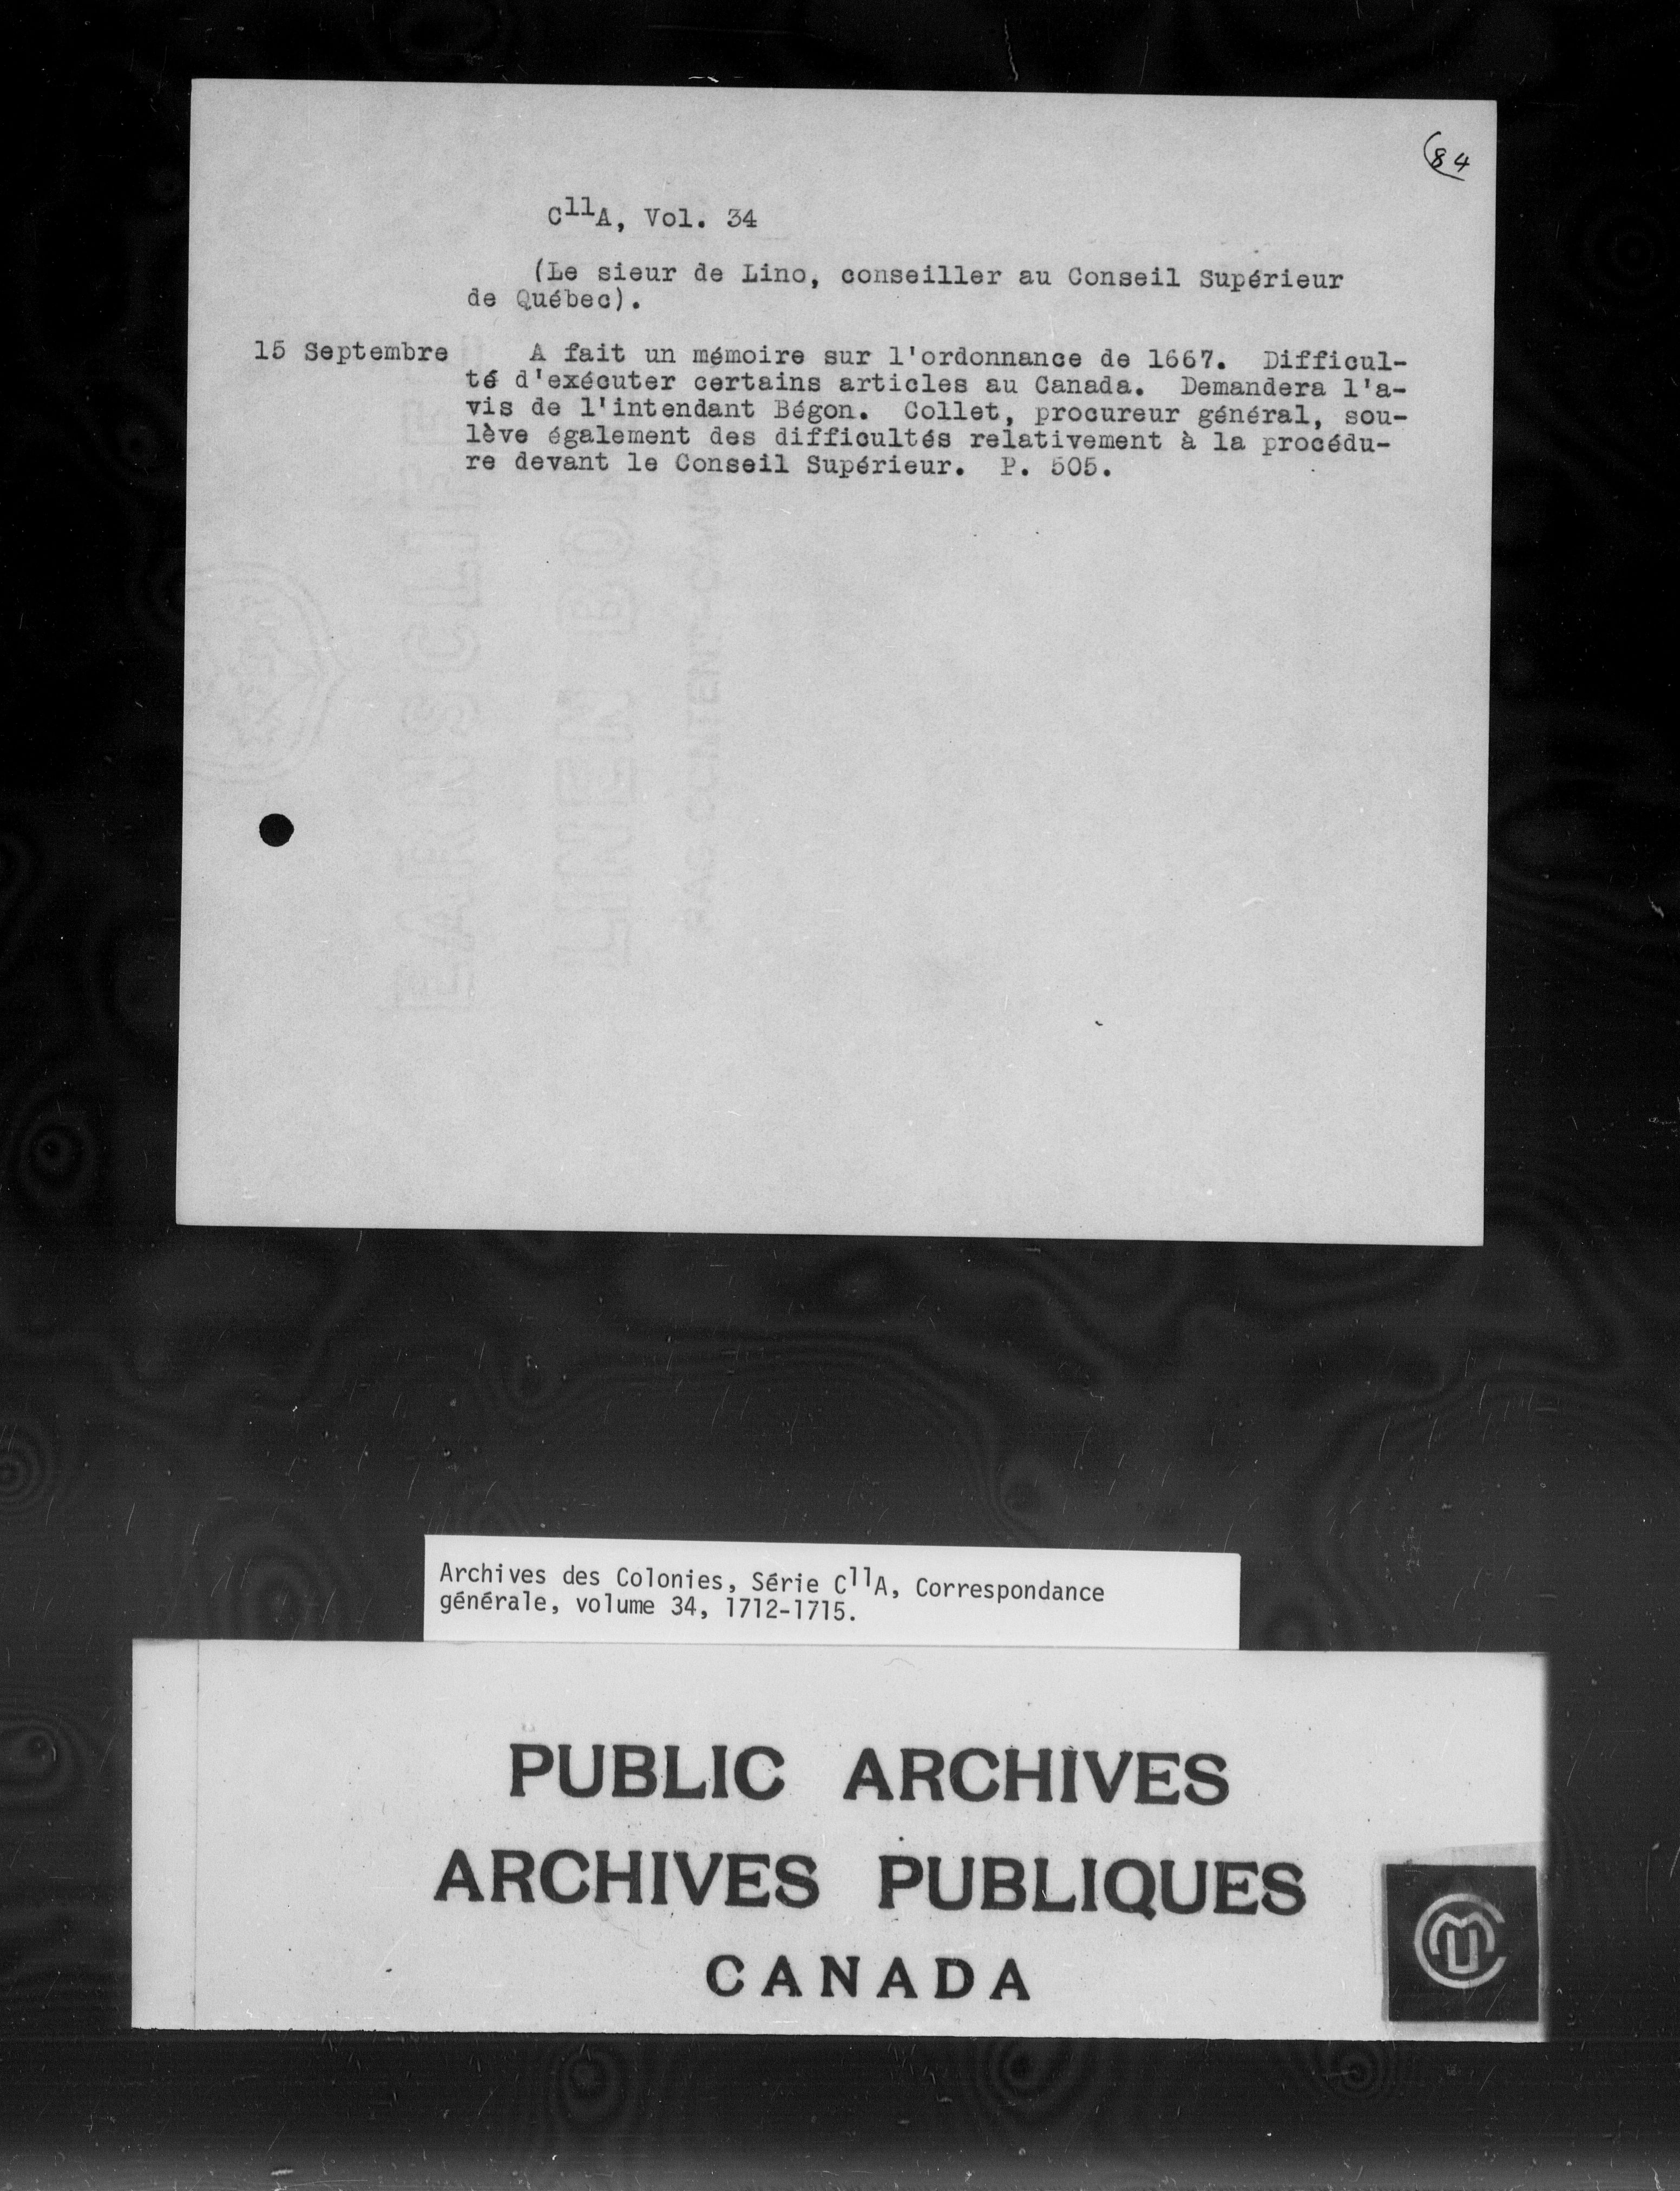 84
C11A, Vol. 34
(Le sieur de Lino, conseiller au Conseil Supérieur
de Québec).
15 Septembre A fait un mémoire sur l'ordonnance de 1667. Difficul-
té d'exécuter certains articles au Canada. Demandera l'a-
vis de l'intendant Bégon. Collet, procureur général, sou-
lève également des difficultés relativement à la procédu-
re devant le Conseil Supérieur. P. 505.
Archives des Colonies, Série C11A, Correspondance
générale, volume 34, 1712-1715.
PUBLIC ARCHIVES
ARCHIVES PUBLIQUES
CANADA